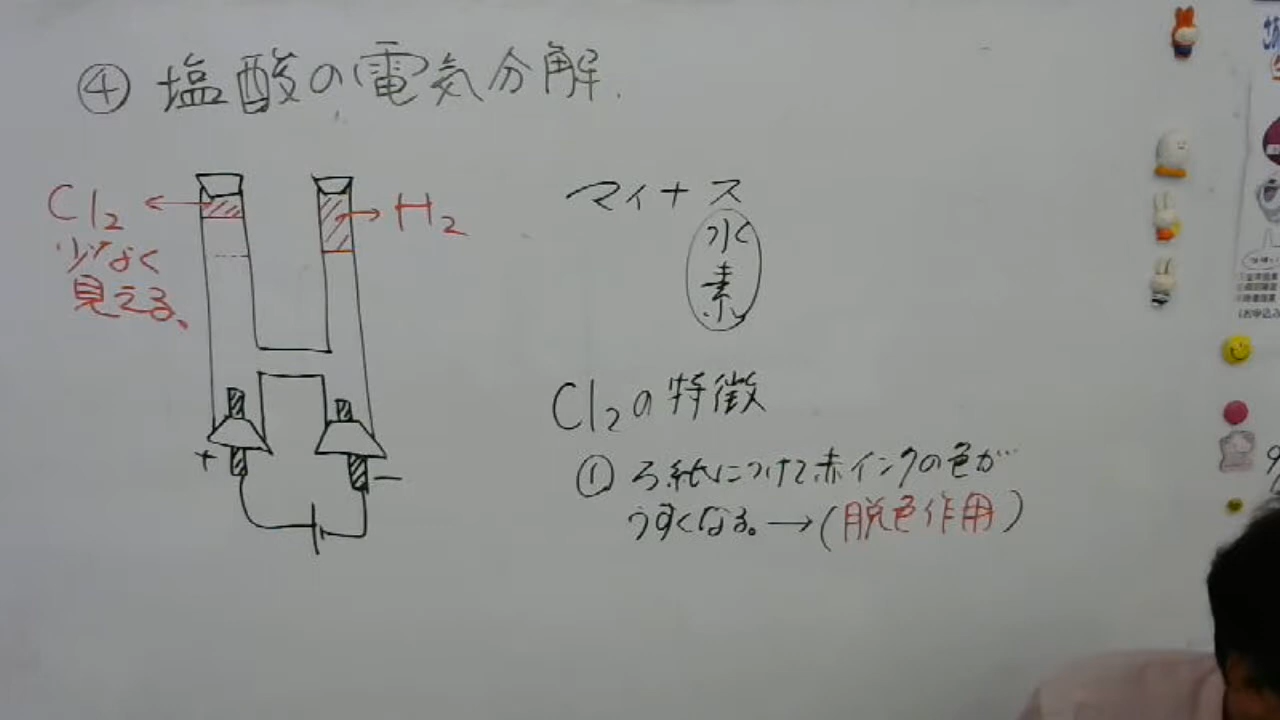 ④ 塩酸の電気分解.
Cl₂
少なく
見える。
H₂
+
−
マイナス
水
素
Cl₂の特徴
① ろ紙につけて赤インクの色が
うすくなる。→(脱色作用)